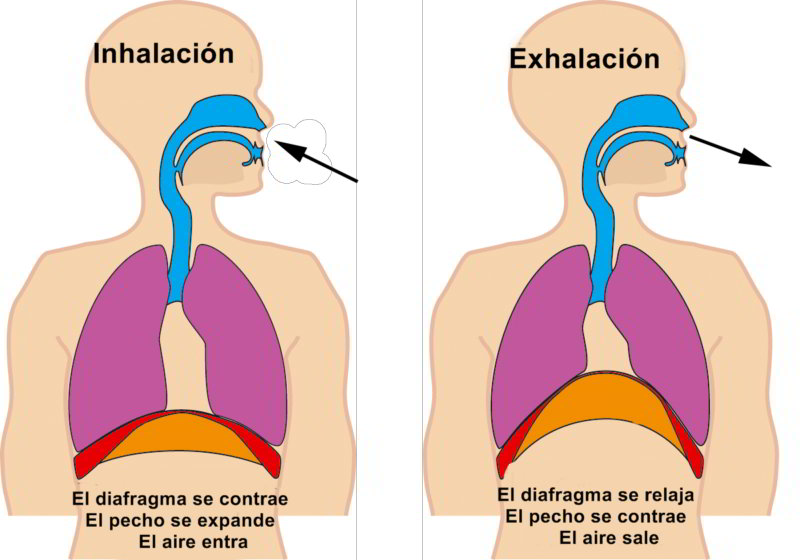 Inhalación
El diafragma se contrae
El pecho se expande
El aire entra
Exhalación
El diafragma se relaja
El pecho se contrae
El aire sale